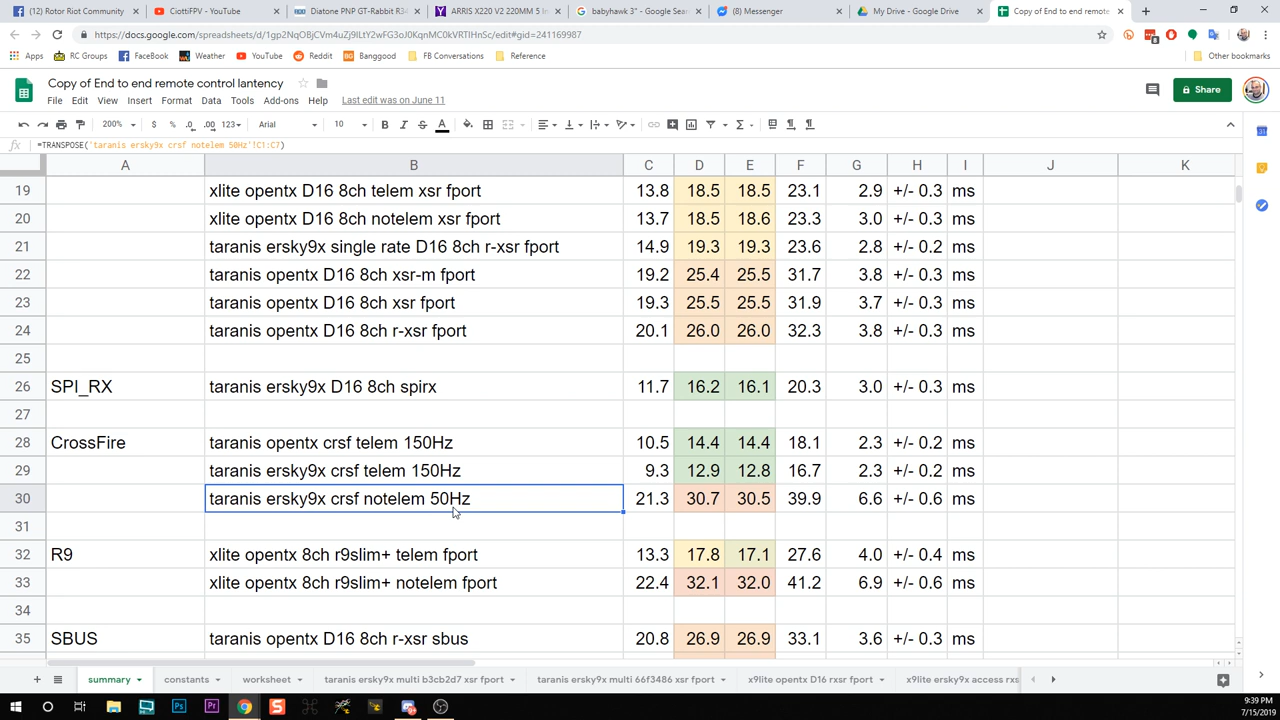 Rotor Riot Community
CiottiFPV - YouTube
Diatone PNP GT-Rabbit R3
ARRIS X220 V2 220MM 5 In
babyhawk 3" - Google Sear
(8) Messenger
My Drive - Google Drive
Copy of End to end remote
https://docs.google.com/spreadsheets/d/1gp2NqOBjCVm4uZj9lLtY2wFG3oJ0KqnMC0kVRTIHnSc/edit#gid=241169987
Apps RC Groups FaceBook Weather YouTube Reddit Banggood FB Conversations Reference Other bookmarks
Copy of End to end remote control lantency
File Edit View Insert Format Data Tools Add-ons Help Last edit was on June 11
Share
200% $ % .0 .00 123 Arial 10 B I S A
fx =TRANSPOSE('taranis ersky9x crsf notelem 50Hz'!C1:C7)
A B C D E F G H I J K
19 xlite opentx D16 8ch telem xsr fport 13.8 18.5 18.5 23.1 2.9 +/- 0.3 ms
20 xlite opentx D16 8ch notelem xsr fport 13.7 18.5 18.6 23.3 3.0 +/- 0.3 ms
21 taranis ersky9x single rate D16 8ch r-xsr fport 14.9 19.3 19.3 23.6 2.8 +/- 0.2 ms
22 taranis opentx D16 8ch xsr-m fport 19.2 25.4 25.5 31.7 3.8 +/- 0.3 ms
23 taranis opentx D16 8ch xsr fport 19.3 25.5 25.5 31.9 3.7 +/- 0.3 ms
24 taranis opentx D16 8ch r-xsr fport 20.1 26.0 26.0 32.3 3.8 +/- 0.3 ms
25
26 SPI_RX taranis ersky9x D16 8ch spirx 11.7 16.2 16.1 20.3 3.0 +/- 0.3 ms
27
28 CrossFire taranis opentx crsf telem 150Hz 10.5 14.4 14.4 18.1 2.3 +/- 0.2 ms
29 taranis ersky9x crsf telem 150Hz 9.3 12.9 12.8 16.7 2.3 +/- 0.2 ms
30 taranis ersky9x crsf notelem 50Hz 21.3 30.7 30.5 39.9 6.6 +/- 0.6 ms
31
32 R9 xlite opentx 8ch r9slim+ telem fport 13.3 17.8 17.1 27.6 4.0 +/- 0.4 ms
33 xlite opentx 8ch r9slim+ notelem fport 22.4 32.1 32.0 41.2 6.9 +/- 0.6 ms
34
35 SBUS taranis opentx D16 8ch r-xsr sbus 20.8 26.9 26.9 33.1 3.6 +/- 0.3 ms
summary constants worksheet taranis ersky9x multi b3cb2d7 xsr fport taranis ersky9x multi 66f3486 xsr fport x9lite opentx D16 rxsr fport x9lite ersky9x access rxs
9:39 PM
7/15/2019